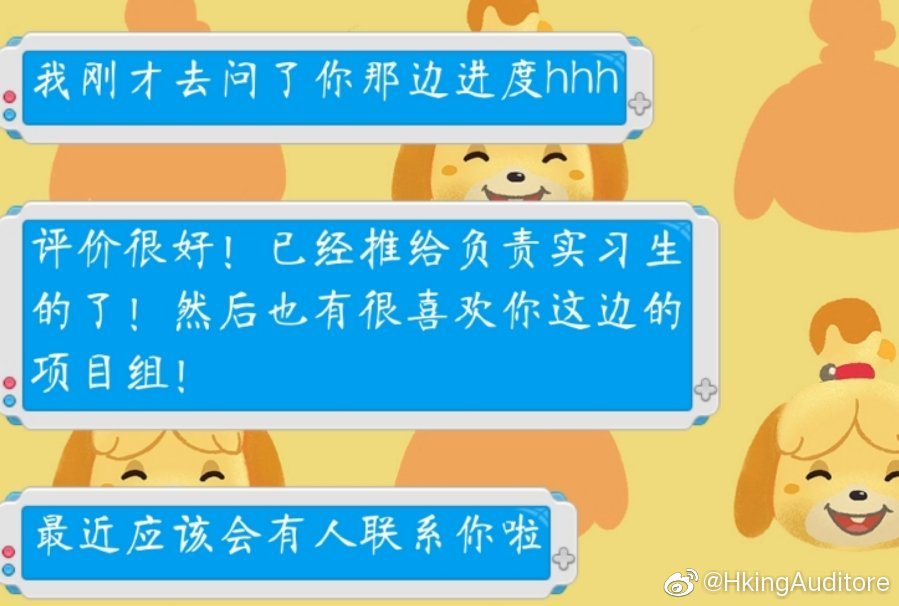 我刚才去问了你那边进度hhh
评价很好！已经推给负责实习生
的了！然后也有很喜欢你这边的
项目组！
最近应该会有人联系你啦
@HkingAuditore